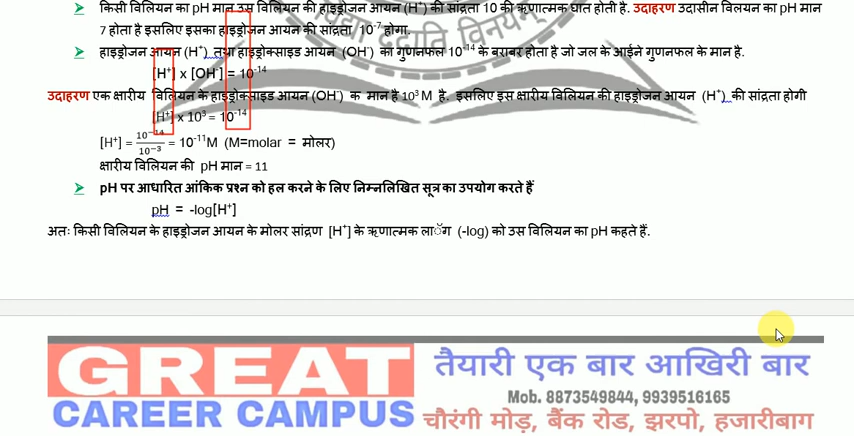 ➢ किसी विलियन का pH मान उस विलियन की हाइड्रोजन आयन (H⁺) की सांद्रता 10 की ऋणात्मक घात होती है. उदाहरण उदासीन विलयन का pH मान
7 होता है इसलिए इसका हाइड्रोजन आयन की सांद्रता 10⁻⁷ होगा.
➢ हाइड्रोजन आयन (H⁺) तथा हाइड्रोक्साइड आयन (OH⁻) का गुणनफल 10⁻¹⁴ के बराबर होता है जो जल के आईने गुणनफल के मान है.
[H⁺] x [OH⁻] = 10⁻¹⁴
उदाहरण एक क्षारीय विलियन के हाइड्रोक्साइड आयन (OH⁻) क मान है 10³ M है. इसलिए इस क्षारीय विलियन की हाइड्रोजन आयन (H⁺) की सांद्रता होगी
[H⁺] x 10³ = 10⁻¹⁴
[H⁺] = 10⁻¹⁴/10⁻³ = 10⁻¹¹M (M=molar = मोलर)
क्षारीय विलियन की pH मान = 11
➢ pH पर आधारित आंकिक प्रश्न को हल करने के लिए निम्नलिखित सूत्र का उपयोग करते हैं
pH = -log[H⁺]
अतः किसी विलियन के हाइड्रोजन आयन के मोलर सांद्रण [H⁺] के ऋणात्मक लॉग (-log) को उस विलियन का pH कहते हैं.
GREAT तैयारी एक बार आखिरी बार
Mob. 8873549844, 9939516165
CAREER CAMPUS चौरंगी मोड़, बैंक रोड, झरपो, हजारीबाग